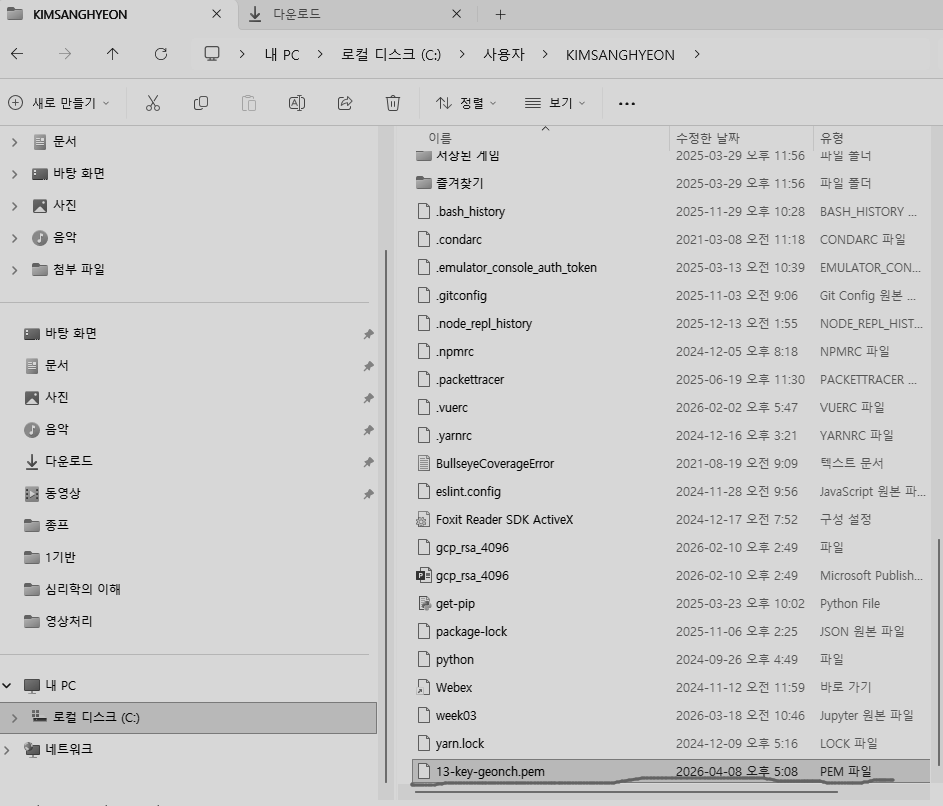 KIMSANGHYEON
다운로드
내 PC > 로컬 디스크 (C:) > 사용자 > KIMSANGHYEON >
새로 만들기
정렬
보기
문서
바탕 화면
사진
음악
첨부 파일
바탕 화면
문서
사진
음악
다운로드
동영상
종프
1기반
심리학의 이해
영상처리
내 PC
로컬 디스크 (C:)
네트워크
이름 수정한 날짜 유형
저장된 게임 2025-03-29 오후 11:56 파일 폴더
즐겨찾기 2025-03-29 오후 11:56 파일 폴더
.bash_history 2025-11-29 오후 10:28 BASH_HISTORY ...
.condarc 2021-03-08 오전 11:18 CONDARC 파일
.emulator_console_auth_token 2025-03-13 오전 10:39 EMULATOR_CON...
.gitconfig 2025-11-03 오전 9:06 Git Config 원본 ...
.node_repl_history 2025-12-13 오전 1:55 NODE_REPL_HIST...
.npmrc 2024-12-05 오후 8:18 NPMRC 파일
.packettracer 2025-06-19 오후 11:30 PACKETTRACER ...
.vuerc 2026-02-02 오후 5:47 VUERC 파일
.yarnrc 2024-12-16 오후 3:21 YARNRC 파일
BullseyeCoverageError 2021-08-19 오전 9:09 텍스트 문서
eslint.config 2024-11-28 오전 9:56 JavaScript 원본 파...
Foxit Reader SDK ActiveX 2024-12-17 오전 7:52 구성 설정
gcp_rsa_4096 2026-02-10 오후 2:49 파일
gcp_rsa_4096 2026-02-10 오후 2:49 Microsoft Publish...
get-pip 2025-03-23 오후 10:02 Python File
package-lock 2025-11-06 오후 2:25 JSON 원본 파일
python 2024-09-26 오후 4:49 파일
Webex 2024-11-12 오전 11:59 바로 가기
week03 2026-03-18 오전 10:46 Jupyter 원본 파일
yarn.lock 2024-12-09 오후 5:16 LOCK 파일
13-key-geonch.pem 2026-04-08 오후 5:08 PEM 파일